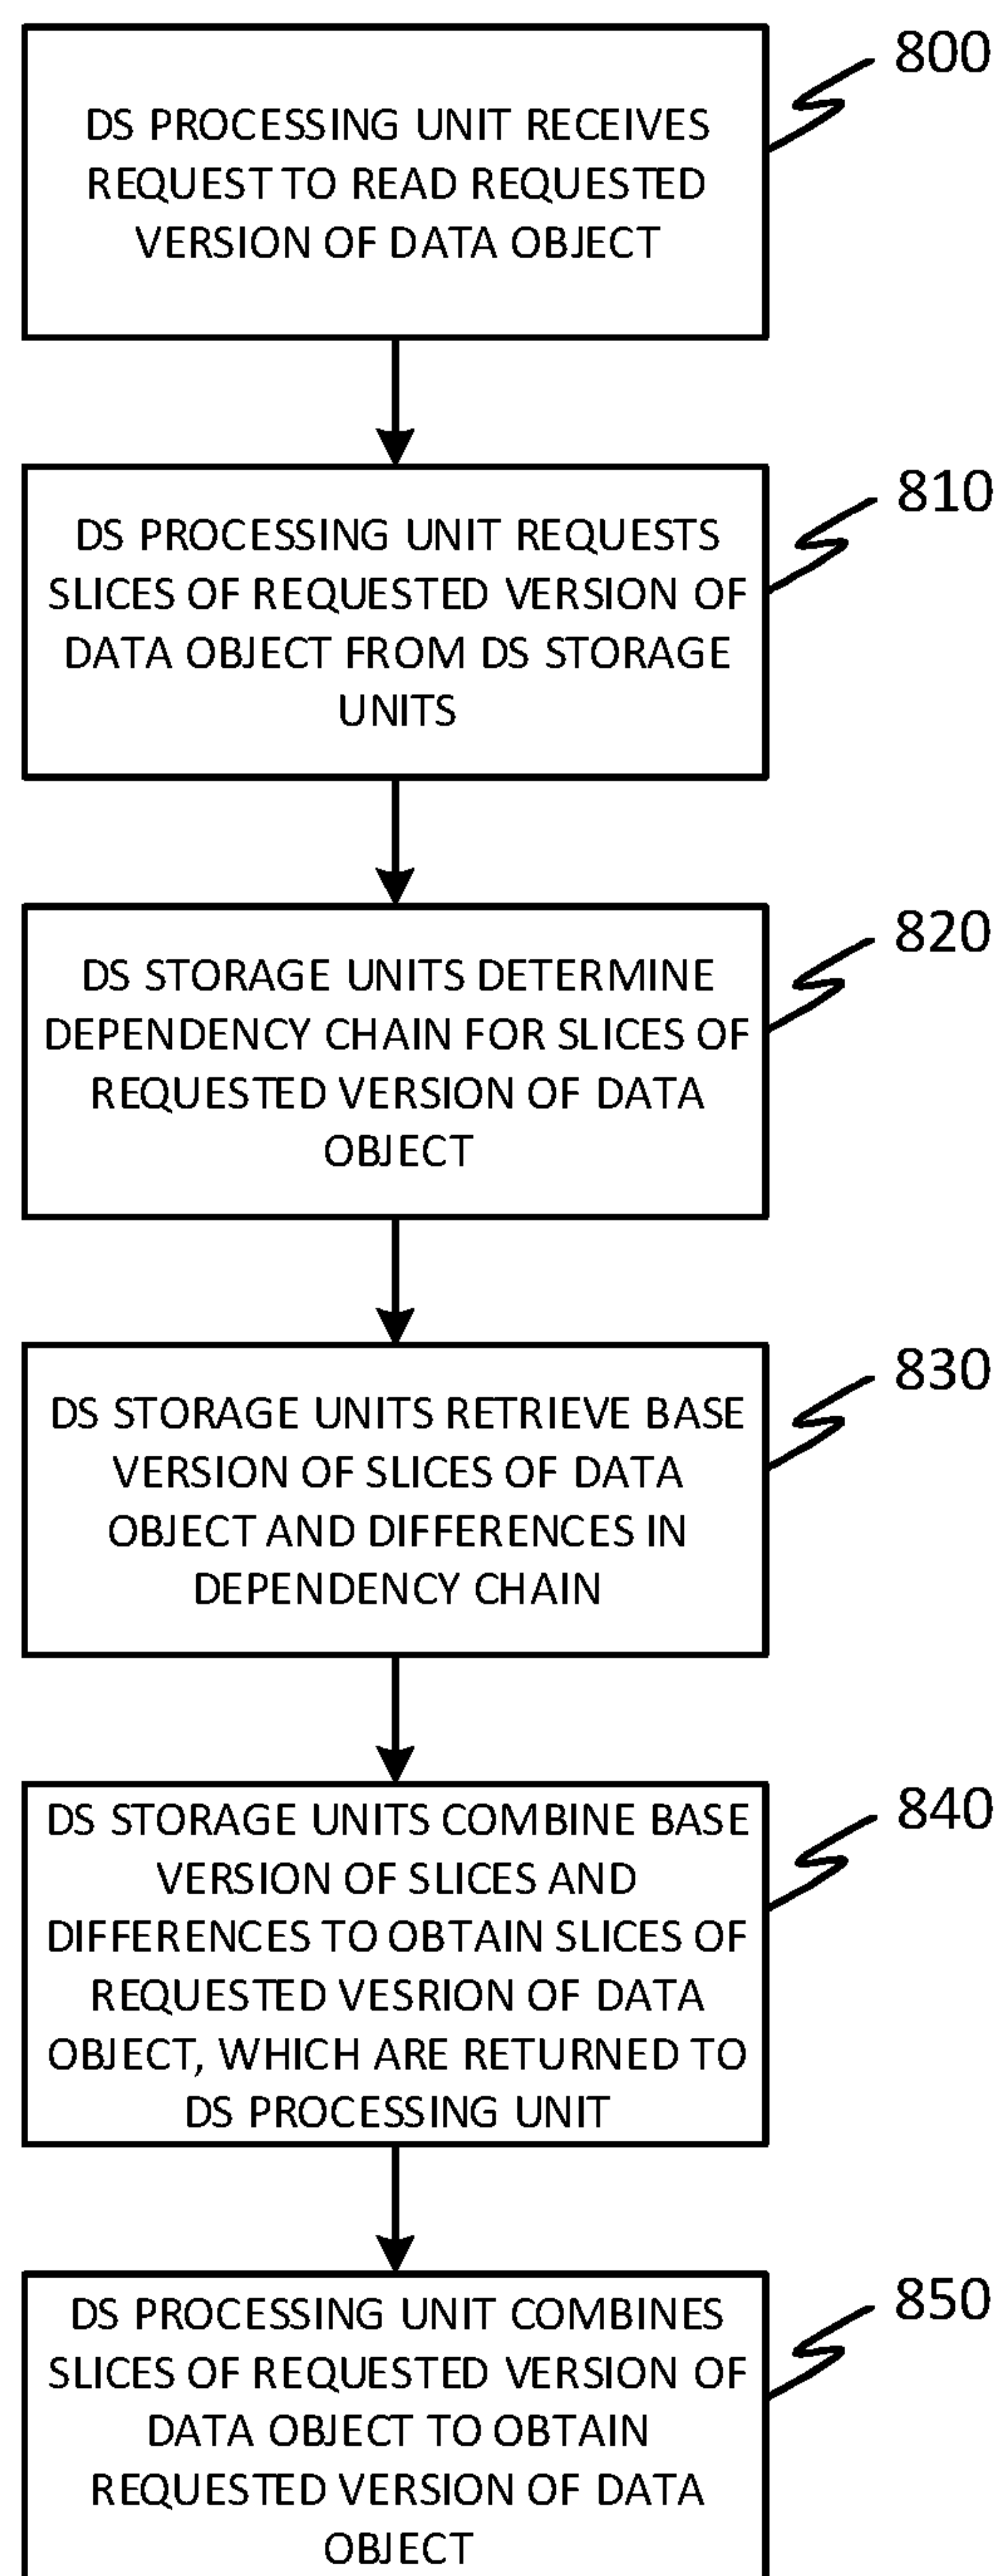 800
DS PROCESSING UNIT RECEIVES
REQUEST TO READ REQUESTED
VERSION OF DATA OBJECT
810
DS PROCESSING UNIT REQUESTS
SLICES OF REQUESTED VERSION OF
DATA OBJECT FROM DS STORAGE
UNITS
820
DS STORAGE UNITS DETERMINE
DEPENDENCY CHAIN FOR SLICES OF
REQUESTED VERSION OF DATA
OBJECT
830
DS STORAGE UNITS RETRIEVE BASE
VERSION OF SLICES OF DATA
OBJECT AND DIFFERENCES IN
DEPENDENCY CHAIN
840
DS STORAGE UNITS COMBINE BASE
VERSION OF SLICES AND
DIFFERENCES TO OBTAIN SLICES OF
REQUESTED VESRION OF DATA
OBJECT, WHICH ARE RETURNED TO
DS PROCESSING UNIT
850
DS PROCESSING UNIT COMBINES
SLICES OF REQUESTED VERSION OF
DATA OBJECT TO OBTAIN
REQUESTED VERSION OF DATA
OBJECT